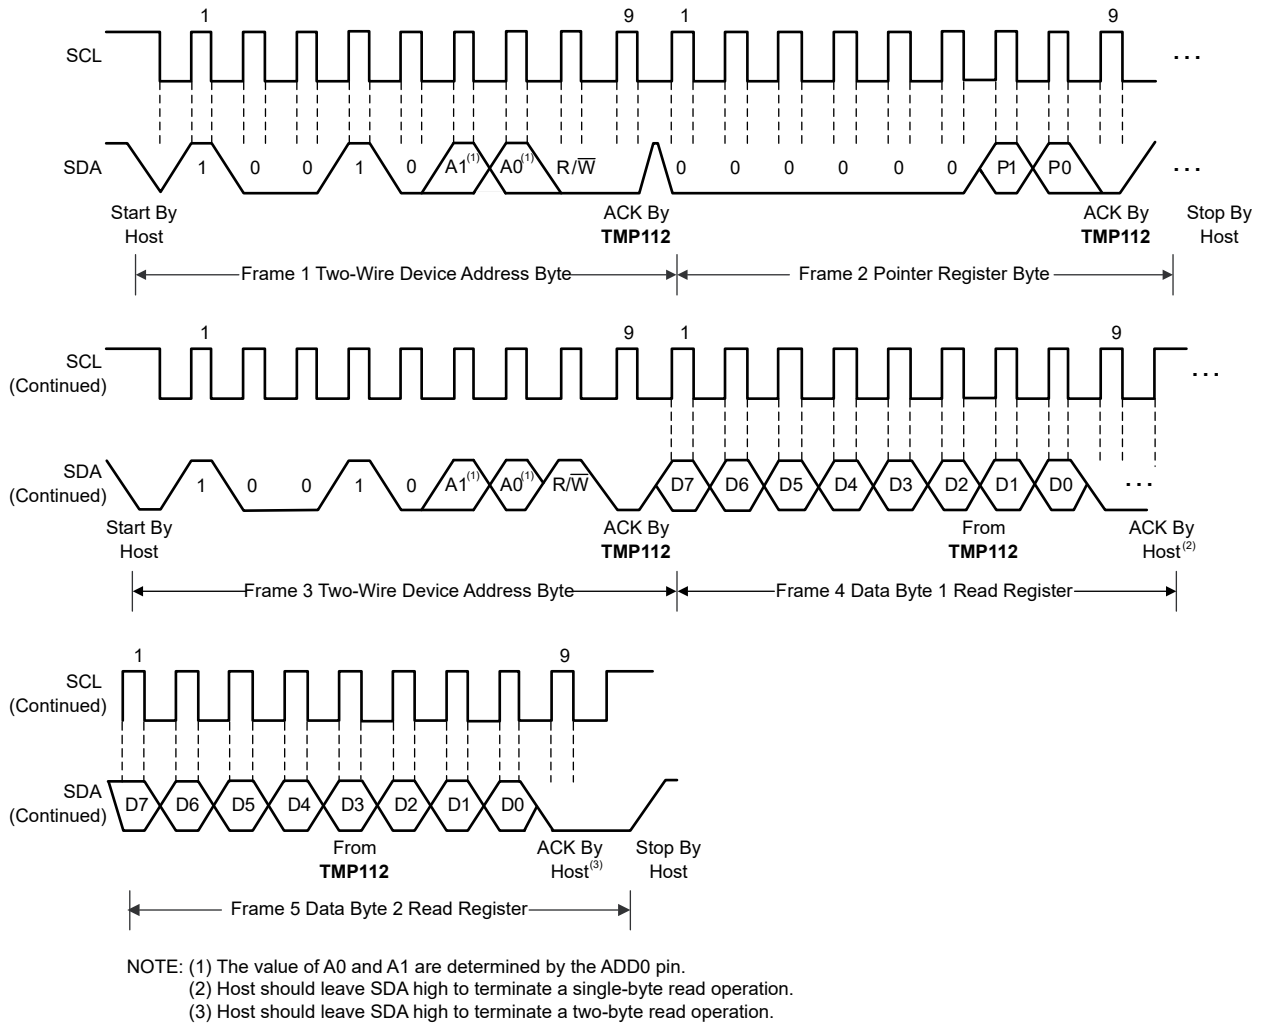 1 9 1 9
SCL ...
SDA 1 0 0 1 0 A1(1) A0(1) R/W̅ 0 0 0 0 0 0 P1 P0 ...
Start By Host
ACK By TMP112
ACK By TMP112
Stop By Host
Frame 1 Two-Wire Device Address Byte
Frame 2 Pointer Register Byte
1 9 1 9
SCL (Continued) ...
SDA (Continued) 1 0 0 1 0 A1(1) A0(1) R/W̅ D7 D6 D5 D4 D3 D2 D1 D0 ...
Start By Host
ACK By TMP112
From TMP112
ACK By Host(2)
Frame 3 Two-Wire Device Address Byte
Frame 4 Data Byte 1 Read Register
1 9
SCL (Continued)
SDA (Continued) D7 D6 D5 D4 D3 D2 D1 D0
From TMP112
ACK By Host(3)
Stop By Host
Frame 5 Data Byte 2 Read Register
NOTE: (1) The value of A0 and A1 are determined by the ADD0 pin.
(2) Host should leave SDA high to terminate a single-byte read operation.
(3) Host should leave SDA high to terminate a two-byte read operation.